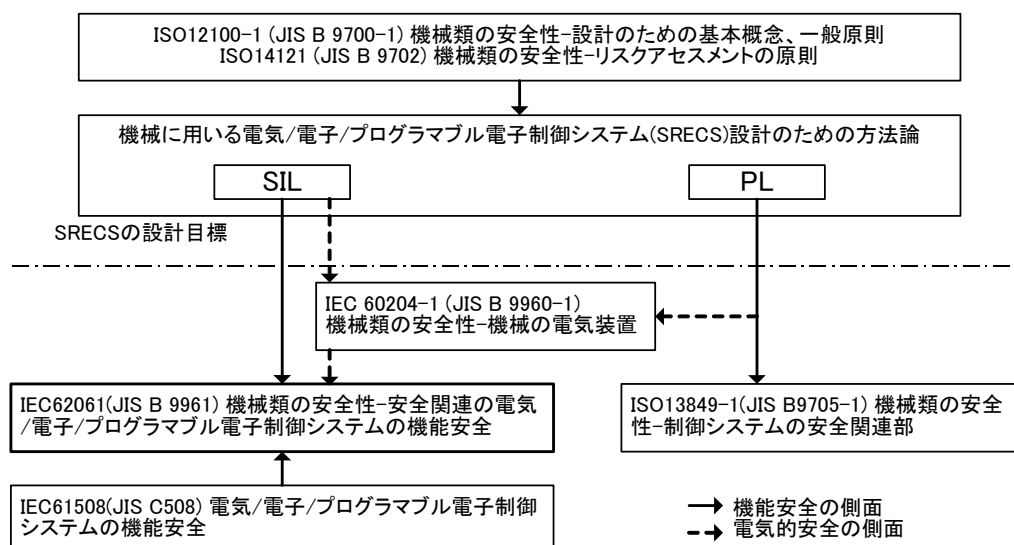 ISO12100-1 (JIS B 9700-1) 機械類の安全性-設計のための基本概念、一般原則
ISO14121 (JIS B 9702) 機械類の安全性-リスクアセスメントの原則
機械に用いる電気/電子/プログラマブル電子制御システム(SRECS)設計のための方法論
SIL
PL
SRECSの設計目標
IEC 60204-1 (JIS B 9960-1)
機械類の安全性-機械の電気装置
IEC62061(JIS B 9961) 機械類の安全性-安全関連の電気
/電子/プログラマブル電子制御システムの機能安全
ISO13849-1(JIS B9705-1) 機械類の安全
性-制御システムの安全関連部
IEC61508(JIS C508) 電気/電子/プログラマブル電子制御
システムの機能安全
機能安全の側面
電気的安全の側面